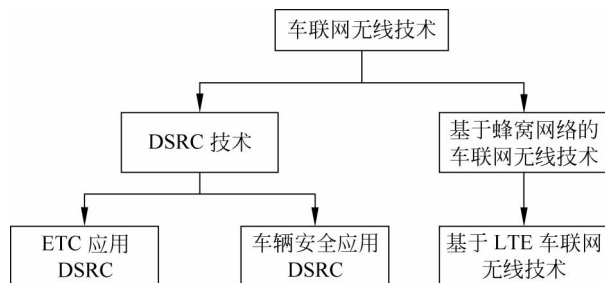 车联网无线技术
DSRC 技术
基于蜂窝网络的
车联网无线技术
ETC 应用
DSRC
车辆安全应用
DSRC
基于 LTE 车联网
无线技术